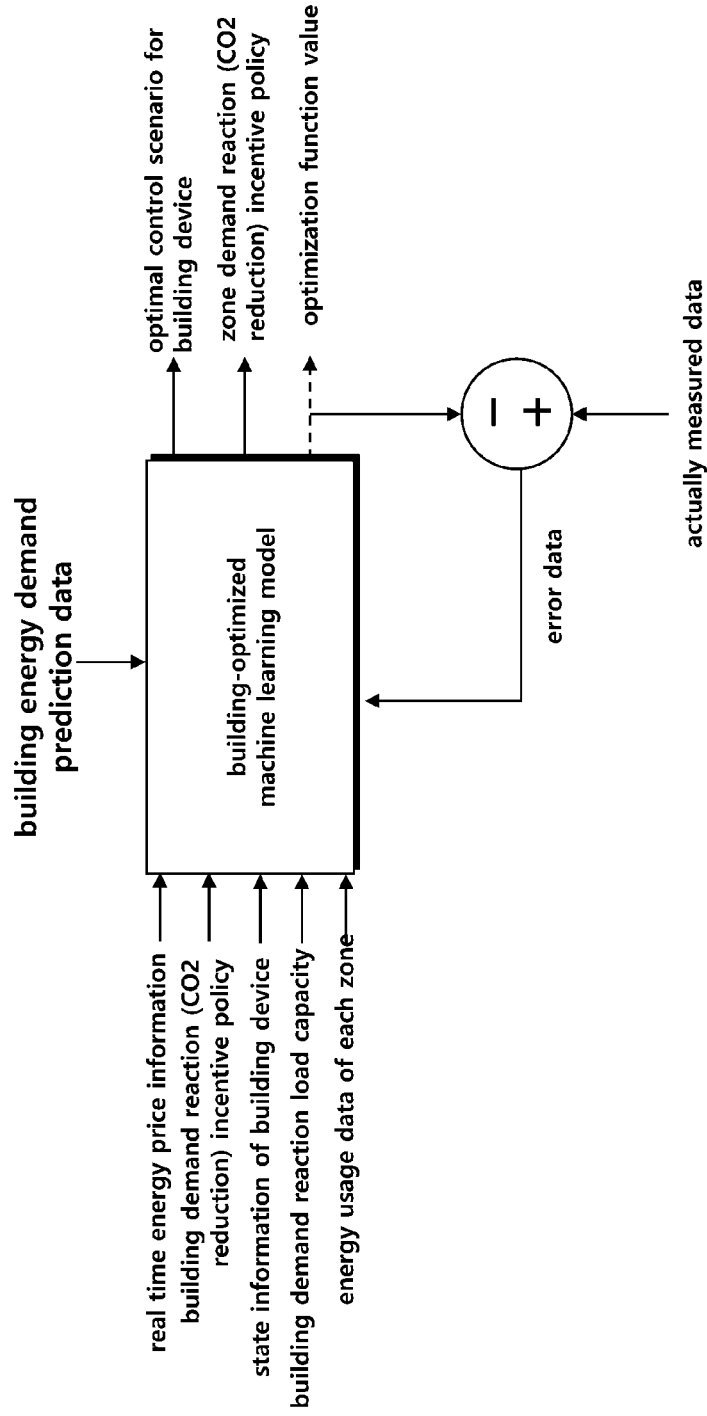 building energy demand
prediction data
real time energy price information
building demand reaction (CO2
reduction) incentive policy
state information of building device
building demand reaction load capacity
energy usage data of each zone
building-optimized
machine learning model
optimal control scenario for
building device
zone demand reaction (CO2
reduction) incentive policy
optimization function value
−
+
error data
actually measured data